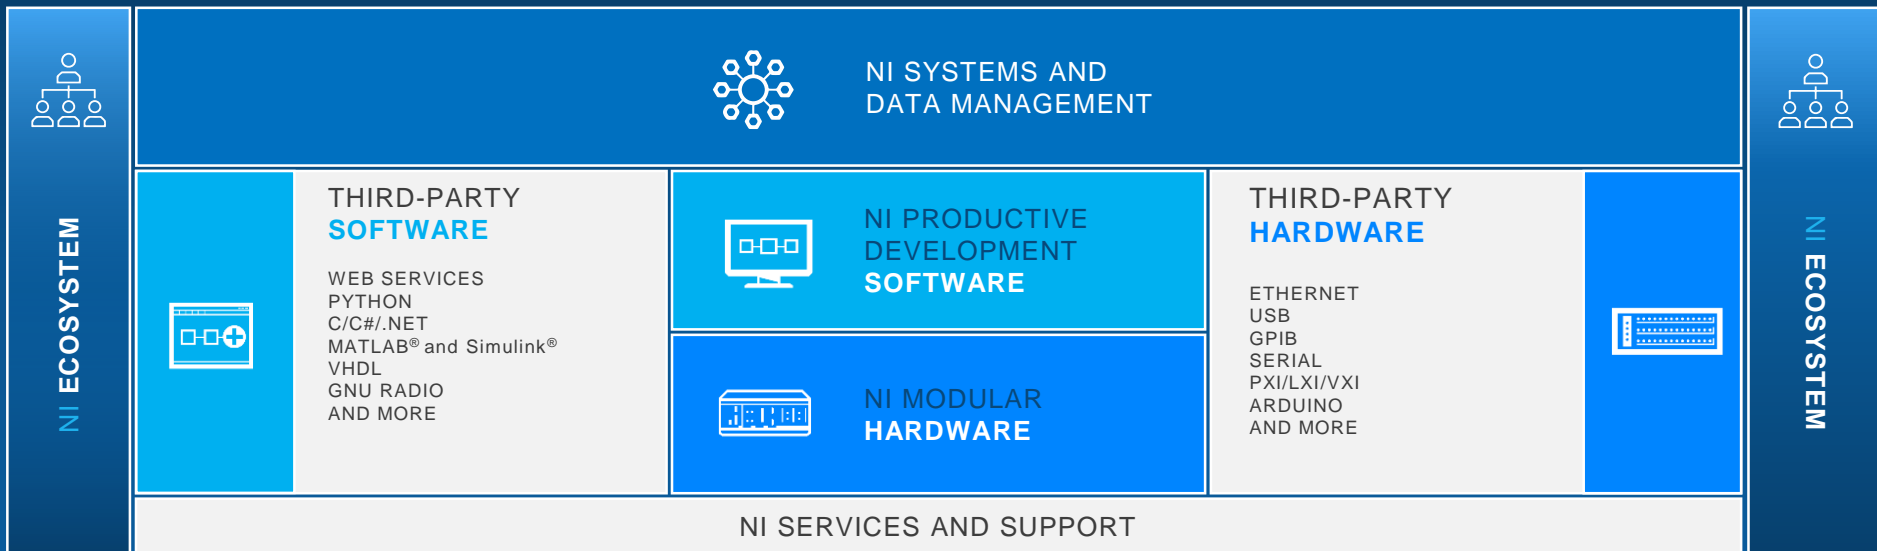 NI ECOSYSTEM
NI SYSTEMS AND
DATA MANAGEMENT
THIRD-PARTY
SOFTWARE
WEB SERVICES
PYTHON
C/C#/.NET
MATLAB® and Simulink®
VHDL
GNU RADIO
AND MORE
NI PRODUCTIVE
DEVELOPMENT
SOFTWARE
NI MODULAR
HARDWARE
THIRD-PARTY
HARDWARE
ETHERNET
USB
GPIB
SERIAL
PXI/LXI/VXI
ARDUINO
AND MORE
NI ECOSYSTEM
NI SERVICES AND SUPPORT